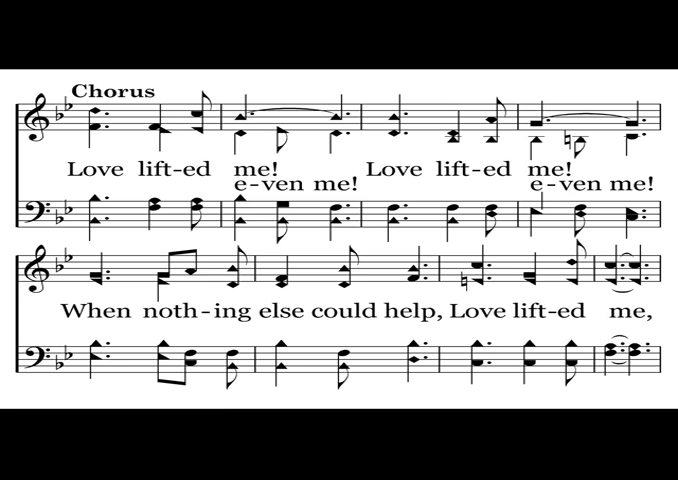 Chorus
Love lift-ed me! Love lift-ed me!
e-ven me! e-ven me!
When noth-ing else could help, Love lift-ed me,